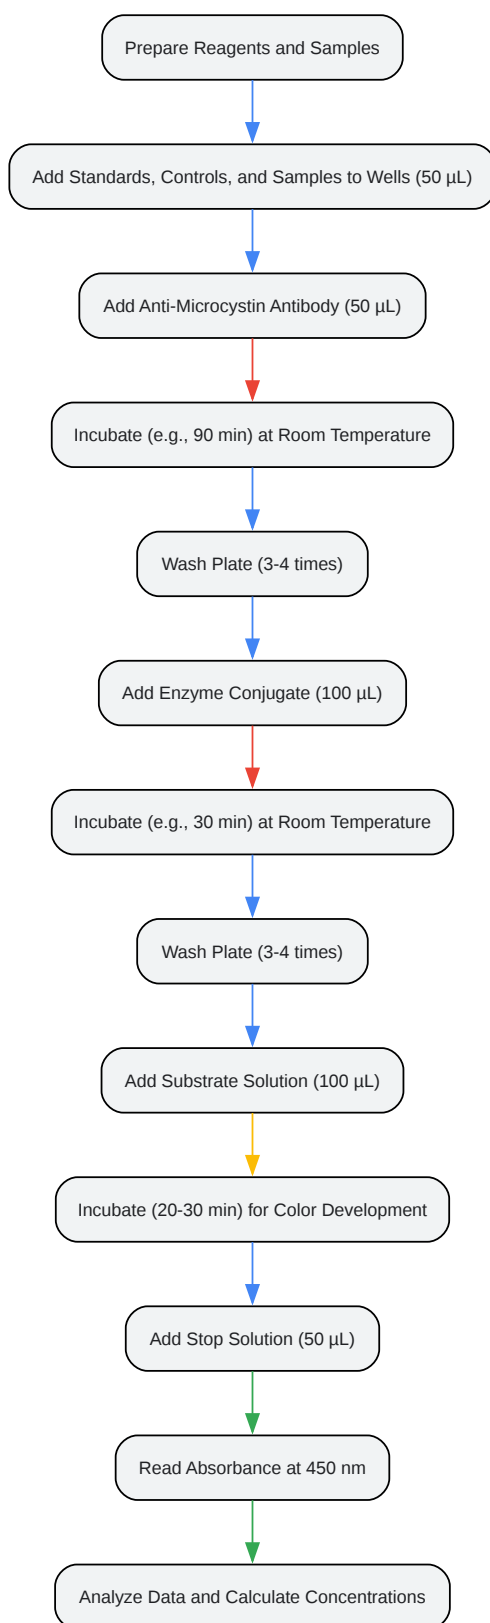 Prepare Reagents and Samples
Add Standards, Controls, and Samples to Wells (50 µL)
Add Anti-Microcystin Antibody (50 µL)
Incubate (e.g., 90 min) at Room Temperature
Wash Plate (3-4 times)
Add Enzyme Conjugate (100 µL)
Incubate (e.g., 30 min) at Room Temperature
Wash Plate (3-4 times)
Add Substrate Solution (100 µL)
Incubate (20-30 min) for Color Development
Add Stop Solution (50 µL)
Read Absorbance at 450 nm
Analyze Data and Calculate Concentrations